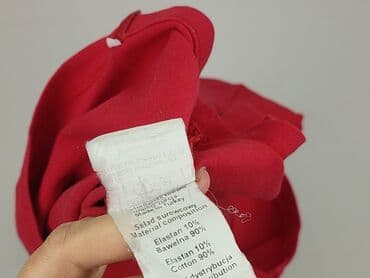 Made in Turkey
Skład surowcowy
Material composition
Elastan 10%
Bawełna 90%
Elastan 10%
Cotton 90%